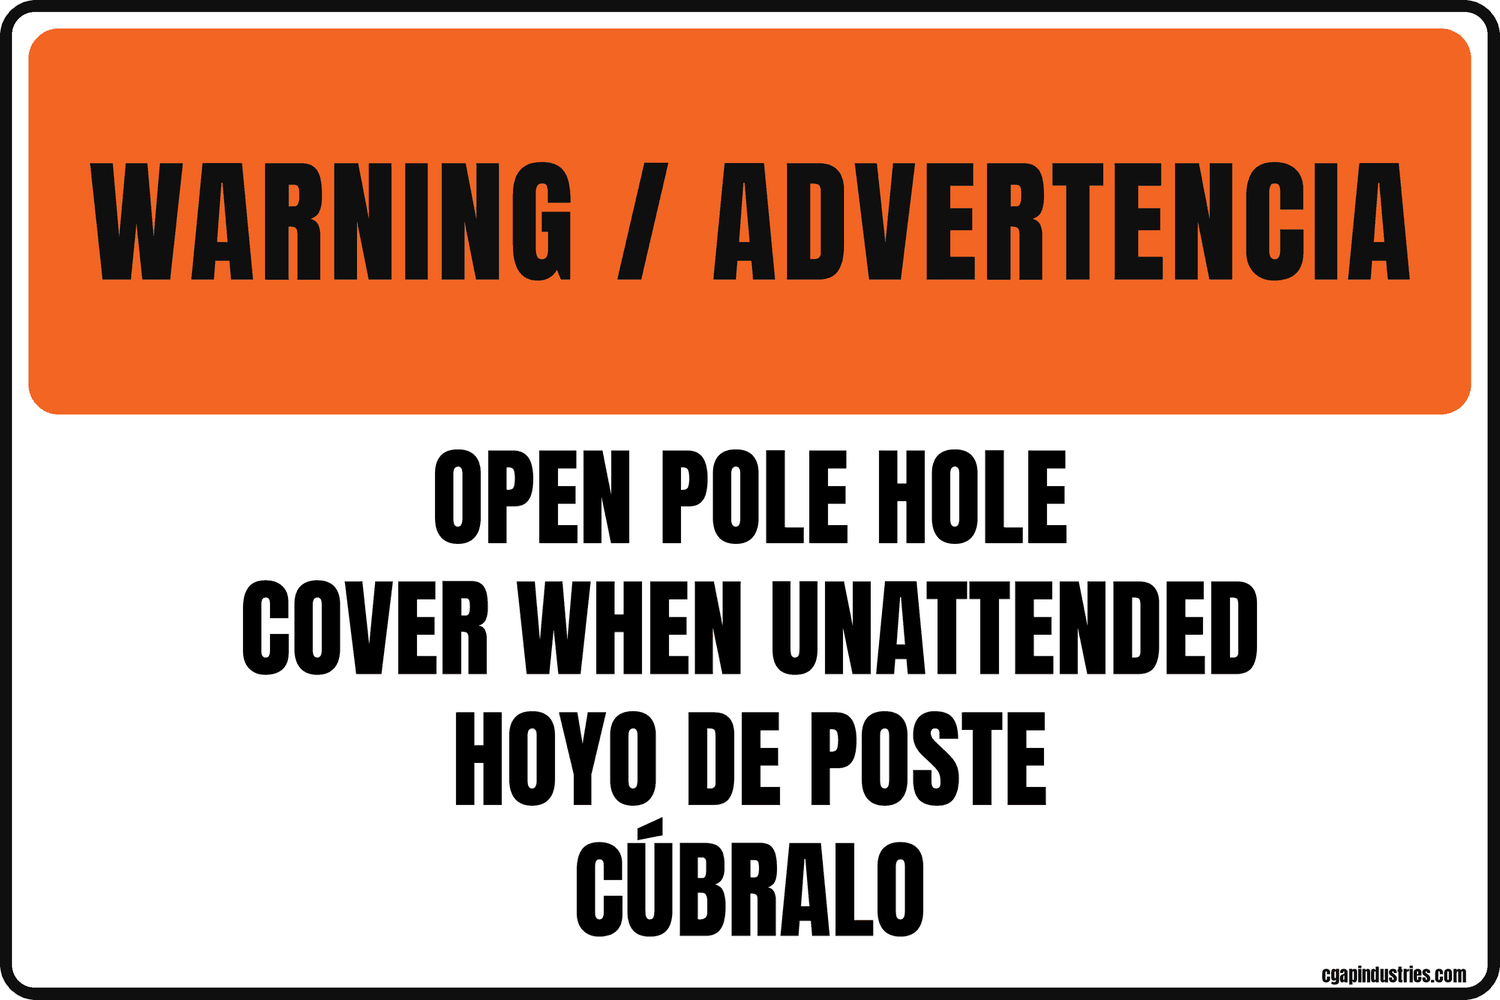 WARNING / ADVERTENCIA
OPEN POLE HOLE
COVER WHEN UNATTENDED
HOYO DE POSTE
CÚBRALO
cgapindustries.com